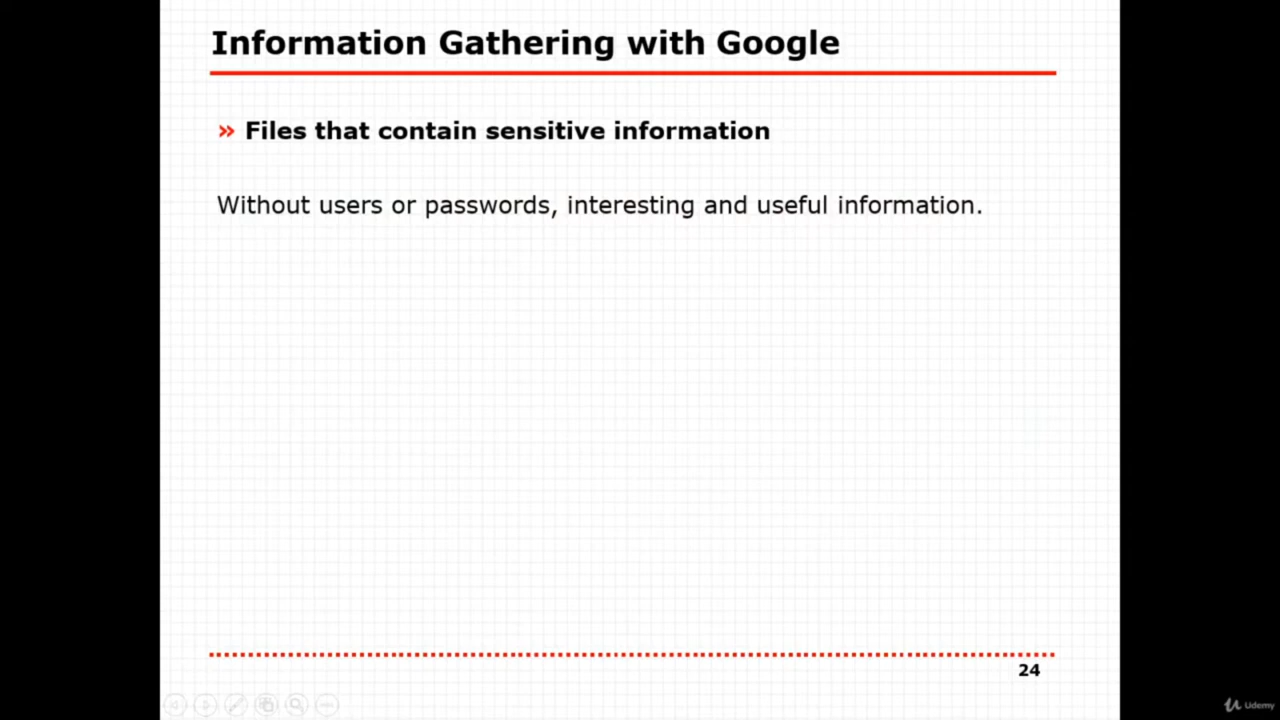 Information Gathering with Google
» Files that contain sensitive information
Without users or passwords, interesting and useful information.
24
Udemy